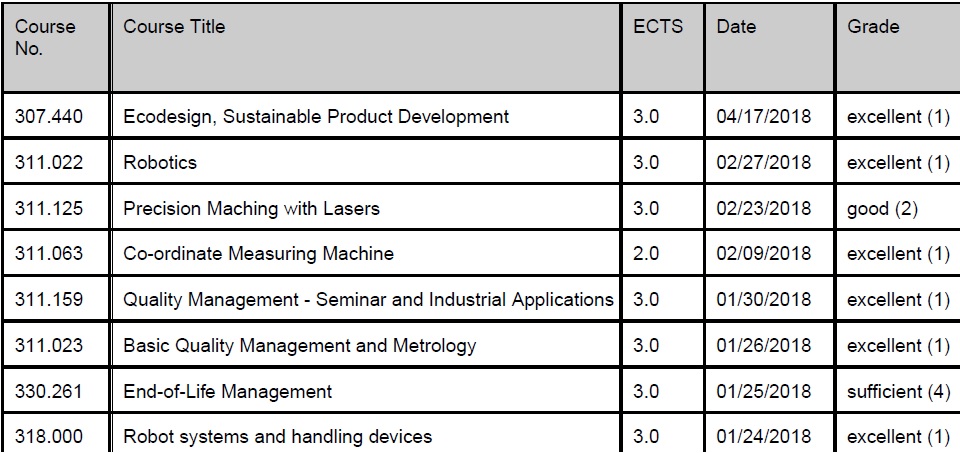 Course No. Course Title ECTS Date Grade
307.440 Ecodesign, Sustainable Product Development 3.0 04/17/2018 excellent (1)
311.022 Robotics 3.0 02/27/2018 excellent (1)
311.125 Precision Maching with Lasers 3.0 02/23/2018 good (2)
311.063 Co-ordinate Measuring Machine 2.0 02/09/2018 excellent (1)
311.159 Quality Management - Seminar and Industrial Applications 3.0 01/30/2018 excellent (1)
311.023 Basic Quality Management and Metrology 3.0 01/26/2018 excellent (1)
330.261 End-of-Life Management 3.0 01/25/2018 sufficient (4)
318.000 Robot systems and handling devices 3.0 01/24/2018 excellent (1)